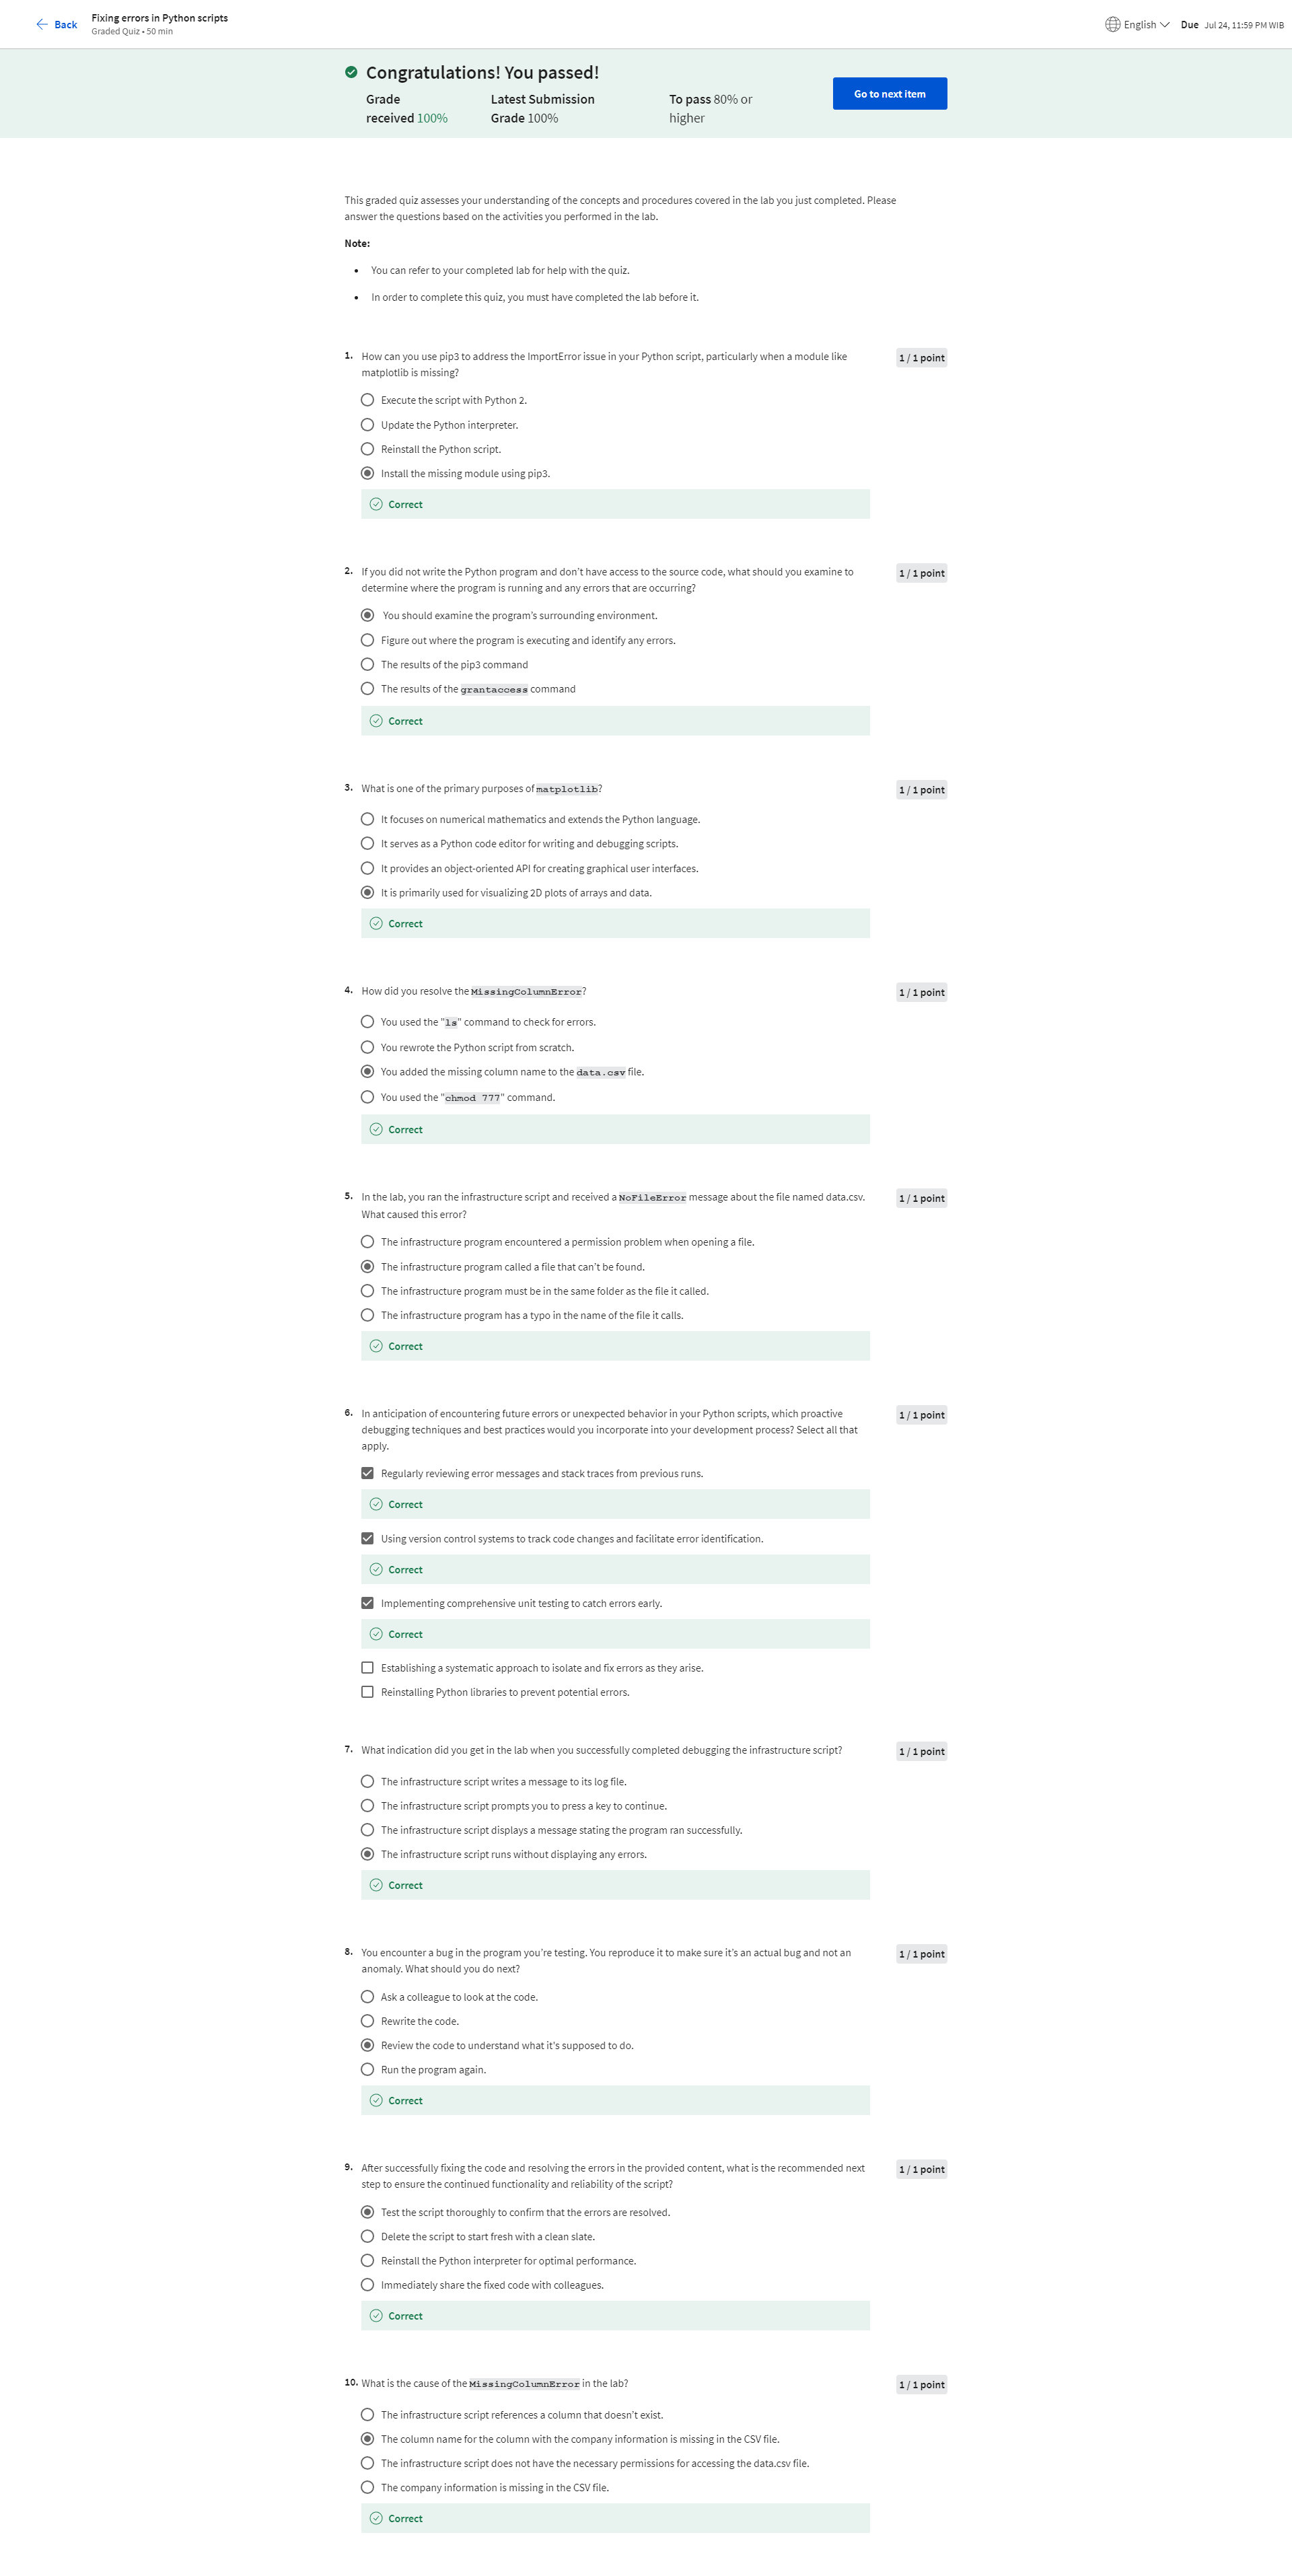 Back
Fixing errors in Python scripts
Graded Quiz • 50 min
English
Due Jul 24, 11:59 PM WIB
Congratulations! You passed!
Grade
received 100%
Latest Submission
Grade 100%
To pass 80% or
higher
Go to next item
This graded quiz assesses your understanding of the concepts and procedures covered in the lab you just completed. Please
answer the questions based on the activities you performed in the lab.
Note:
• You can refer to your completed lab for help with the quiz.
• In order to complete this quiz, you must have completed the lab before it.
1. How can you use pip3 to address the ImportError issue in your Python script, particularly when a module like
matplotlib is missing?
1 / 1 point
Execute the script with Python 2.
Update the Python interpreter.
Reinstall the Python script.
Install the missing module using pip3.
Correct
2. If you did not write the Python program and don’t have access to the source code, what should you examine to
determine where the program is running and any errors that are occurring?
1 / 1 point
You should examine the program’s surrounding environment.
Figure out where the program is executing and identify any errors.
The results of the pip3 command
The results of the grantaccess command
Correct
3. What is one of the primary purposes of matplotlib?
1 / 1 point
It focuses on numerical mathematics and extends the Python language.
It serves as a Python code editor for writing and debugging scripts.
It provides an object-oriented API for creating graphical user interfaces.
It is primarily used for visualizing 2D plots of arrays and data.
Correct
4. How did you resolve the MissingColumnError?
1 / 1 point
You used the "ls" command to check for errors.
You rewrote the Python script from scratch.
You added the missing column name to the data.csv file.
You used the "chmod 777" command.
Correct
5. In the lab, you ran the infrastructure script and received a NoFileError message about the file named data.csv.
What caused this error?
1 / 1 point
The infrastructure program encountered a permission problem when opening a file.
The infrastructure program called a file that can’t be found.
The infrastructure program must be in the same folder as the file it called.
The infrastructure program has a typo in the name of the file it calls.
Correct
6. In anticipation of encountering future errors or unexpected behavior in your Python scripts, which proactive
debugging techniques and best practices would you incorporate into your development process? Select all that
apply.
1 / 1 point
Regularly reviewing error messages and stack traces from previous runs.
Correct
Using version control systems to track code changes and facilitate error identification.
Correct
Implementing comprehensive unit testing to catch errors early.
Correct
Establishing a systematic approach to isolate and fix errors as they arise.
Reinstalling Python libraries to prevent potential errors.
7. What indication did you get in the lab when you successfully completed debugging the infrastructure script?
1 / 1 point
The infrastructure script writes a message to its log file.
The infrastructure script prompts you to press a key to continue.
The infrastructure script displays a message stating the program ran successfully.
The infrastructure script runs without displaying any errors.
Correct
8. You encounter a bug in the program you’re testing. You reproduce it to make sure it’s an actual bug and not an
anomaly. What should you do next?
1 / 1 point
Ask a colleague to look at the code.
Rewrite the code.
Review the code to understand what it's supposed to do.
Run the program again.
Correct
9. After successfully fixing the code and resolving the errors in the provided content, what is the recommended next
step to ensure the continued functionality and reliability of the script?
1 / 1 point
Test the script thoroughly to confirm that the errors are resolved.
Delete the script to start fresh with a clean slate.
Reinstall the Python interpreter for optimal performance.
Immediately share the fixed code with colleagues.
Correct
10. What is the cause of the MissingColumnError in the lab?
1 / 1 point
The infrastructure script references a column that doesn't exist.
The column name for the column with the company information is missing in the CSV file.
The infrastructure script does not have the necessary permissions for accessing the data.csv file.
The company information is missing in the CSV file.
Correct